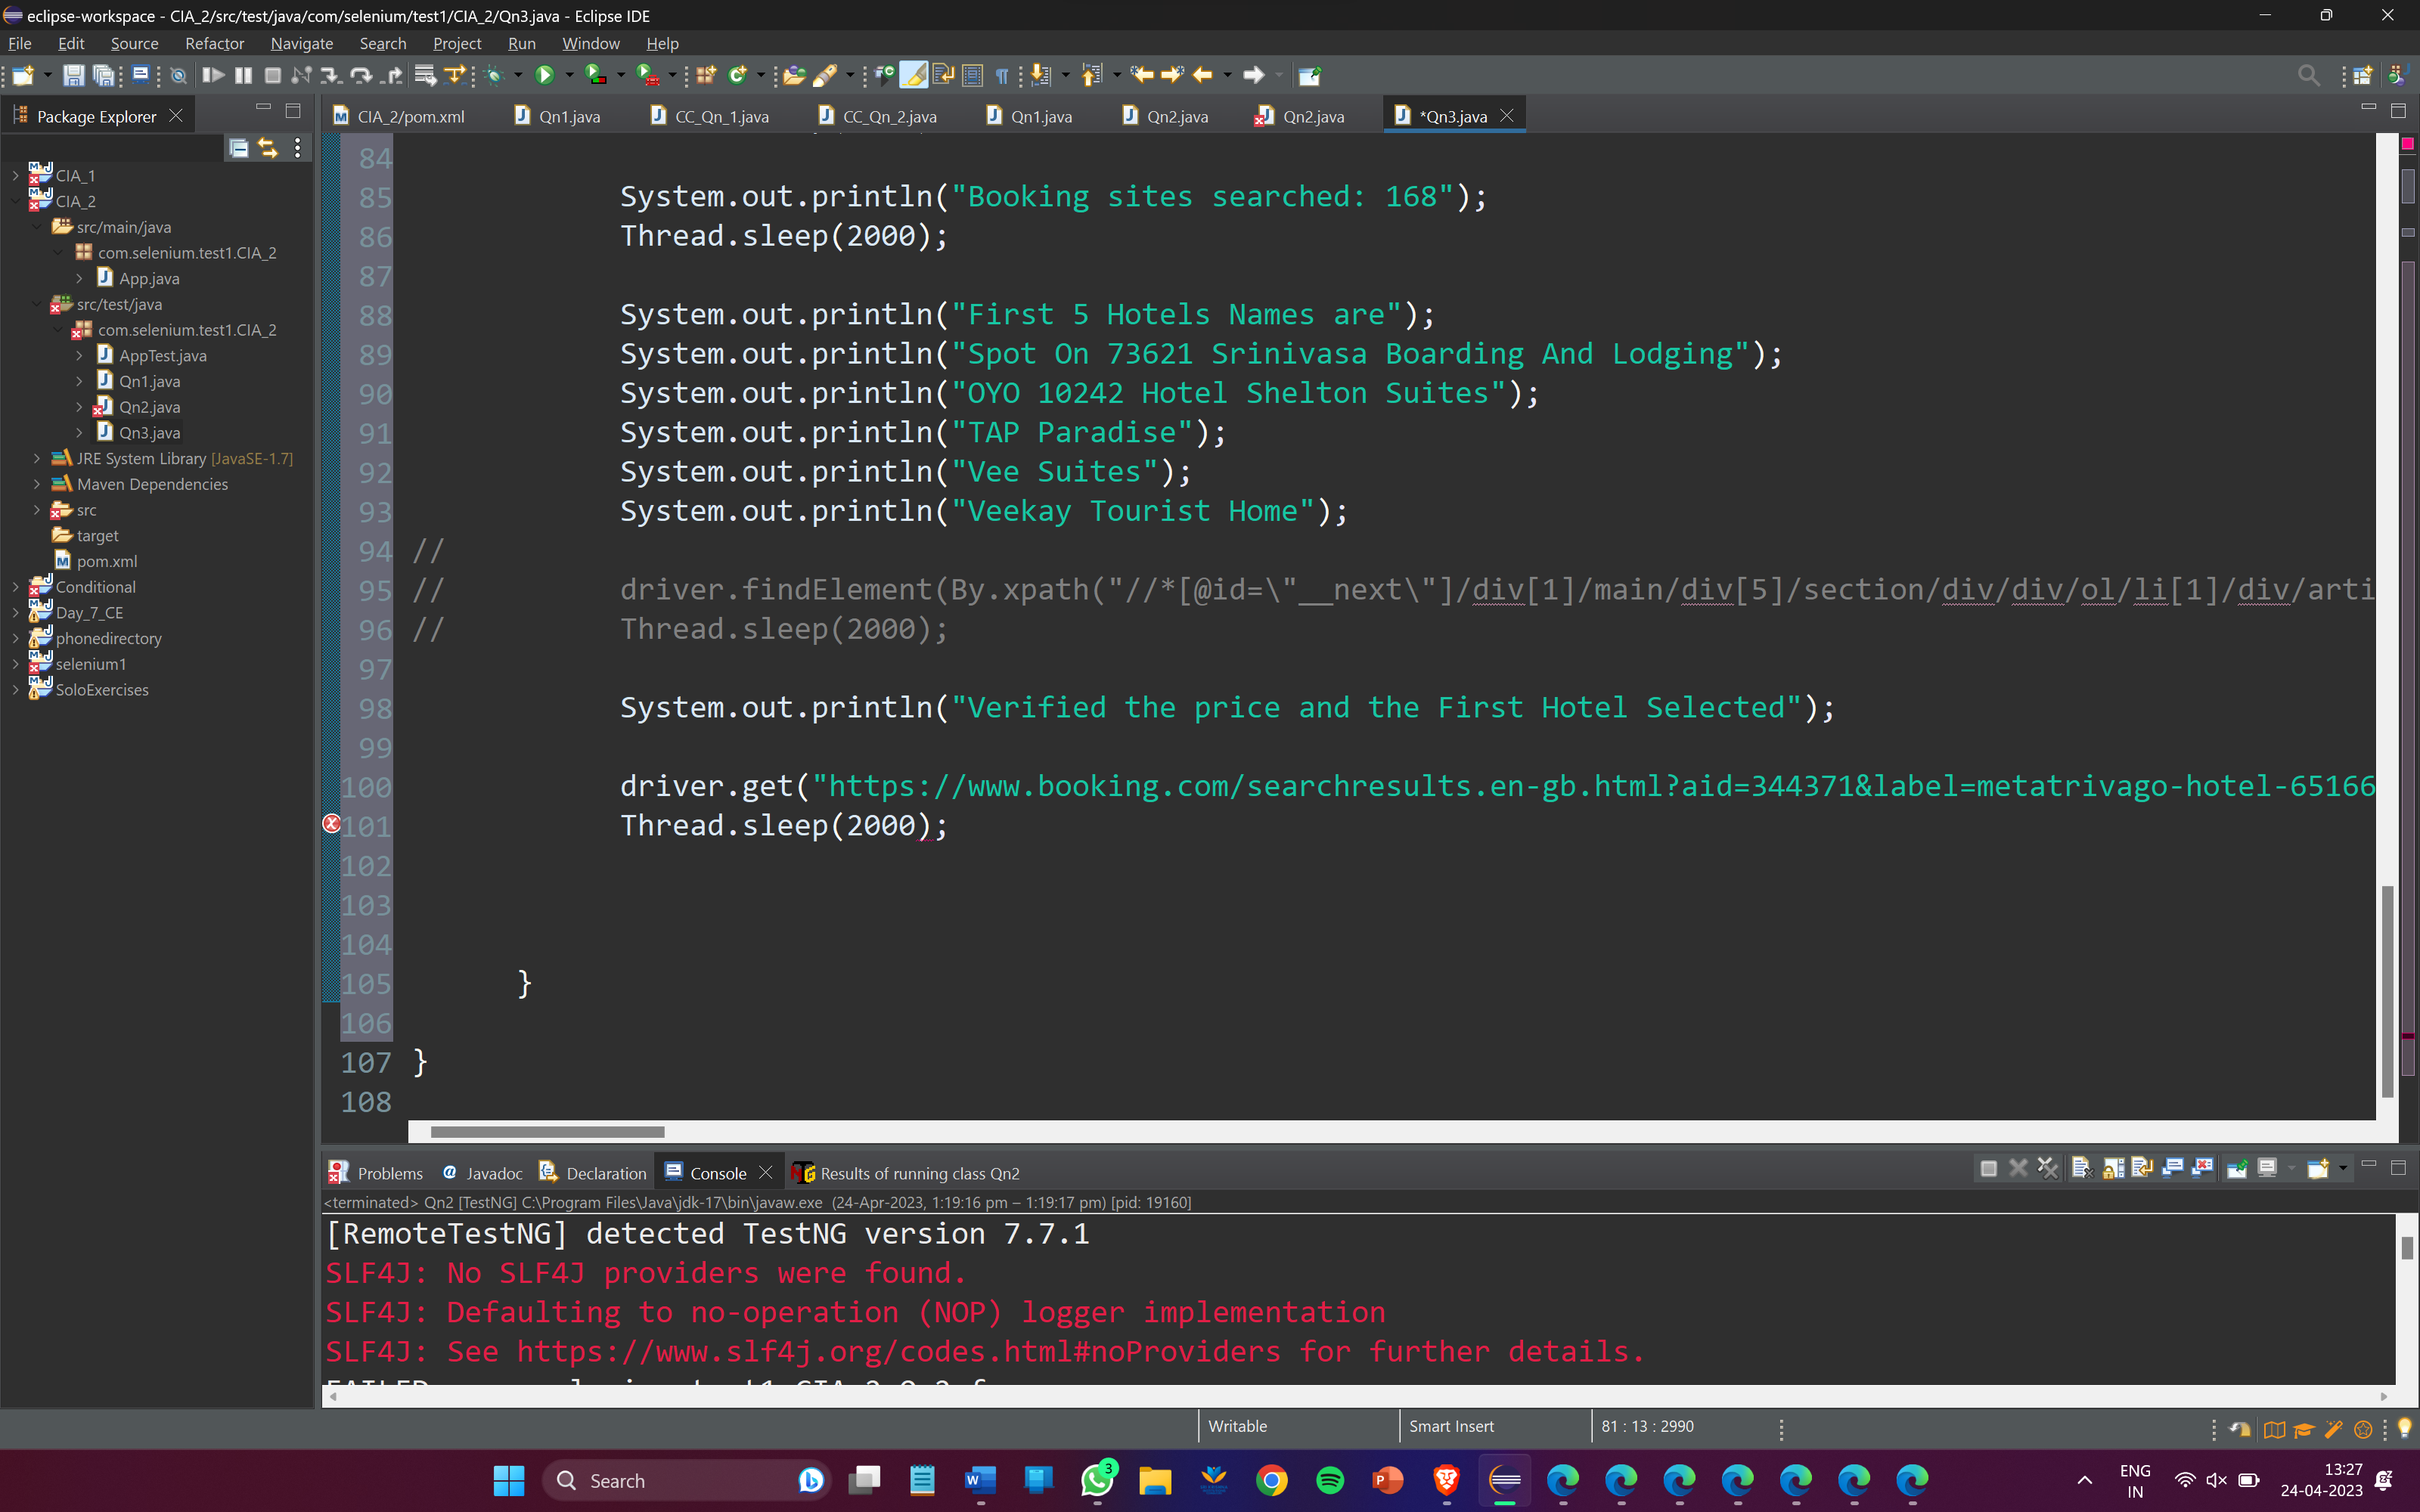 eclipse-workspace - CIA_2/src/test/java/com/selenium/test1/CIA_2/Qn3.java - Eclipse IDE
File Edit Source Refactor Navigate Search Project Run Window Help
Package Explorer
CIA_2/pom.xml Qn1.java CC_Qn_1.java CC_Qn_2.java Qn1.java Qn2.java Qn2.java *Qn3.java
CIA_1
CIA_2
src/main/java
com.selenium.test1.CIA_2
App.java
src/test/java
com.selenium.test1.CIA_2
AppTest.java
Qn1.java
Qn2.java
Qn3.java
JRE System Library [JavaSE-1.7]
Maven Dependencies
src
target
pom.xml
Conditional
Day_7_CE
phonedirectory
selenium1
SoloExercises
84
85 System.out.println("Booking sites searched: 168");
86 Thread.sleep(2000);
87
88 System.out.println("First 5 Hotels Names are");
89 System.out.println("Spot On 73621 Srinivasa Boarding And Lodging");
90 System.out.println("OYO 10242 Hotel Shelton Suites");
91 System.out.println("TAP Paradise");
92 System.out.println("Vee Suites");
93 System.out.println("Veekay Tourist Home");
94 //
95 // driver.findElement(By.xpath("//*[@id=\"__next\"]/div[1]/main/div[5]/section/div/div/ol/li[1]/div/arti
96 // Thread.sleep(2000);
97
98 System.out.println("Verified the price and the First Hotel Selected");
99
100 driver.get("https://www.booking.com/searchresults.en-gb.html?aid=344371&label=metatrivago-hotel-65166
101 Thread.sleep(2000);
102
103
104
105 }
106
107 }
108
Problems Javadoc Declaration Console Results of running class Qn2
<terminated> Qn2 [TestNG] C:\Program Files\Java\jdk-17\bin\javaw.exe (24-Apr-2023, 1:19:16 pm – 1:19:17 pm) [pid: 19160]
[RemoteTestNG] detected TestNG version 7.7.1
SLF4J: No SLF4J providers were found.
SLF4J: Defaulting to no-operation (NOP) logger implementation
SLF4J: See https://www.slf4j.org/codes.html#noProviders for further details.
Writable Smart Insert 81 : 13 : 2990
Search
3
ENG
IN
13:27
24-04-2023